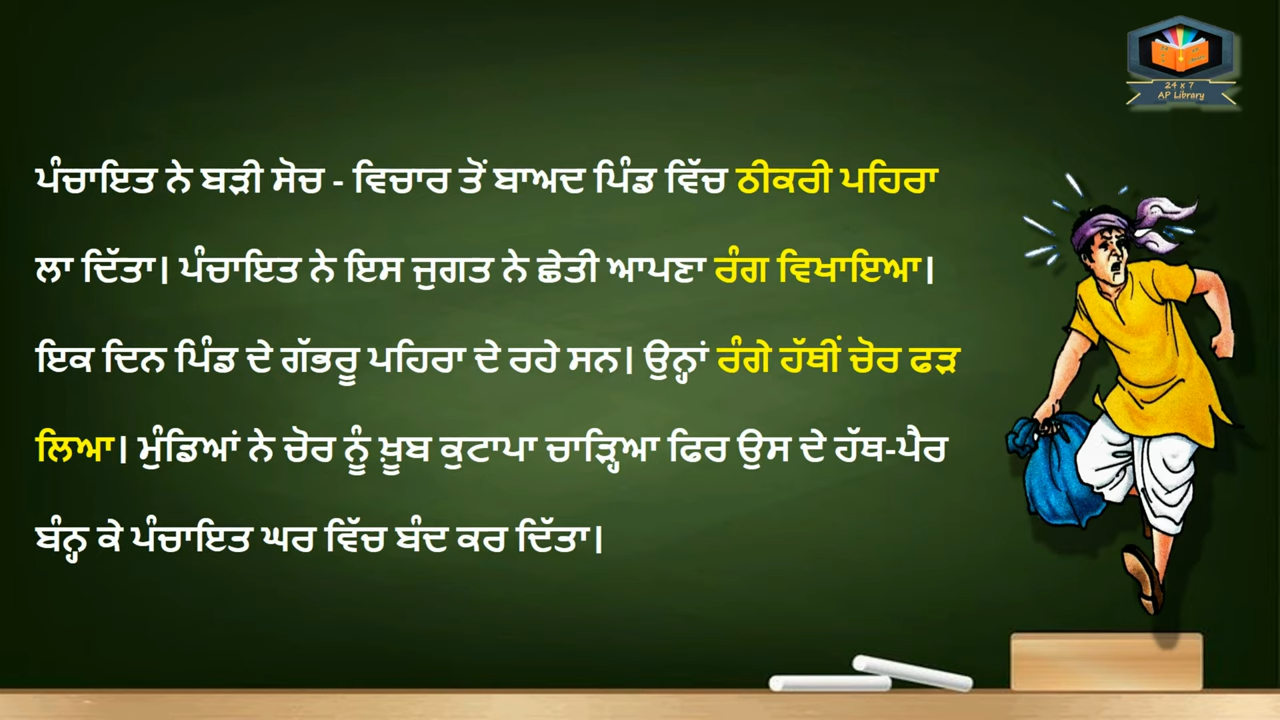 24 x 7
AP Library
ਪੰਚਾਇਤ ਨੇ ਬੜੀ ਸੋਚ - ਵਿਚਾਰ ਤੋਂ ਬਾਅਦ ਪਿੰਡ ਵਿੱਚ ਠੀਕਰੀ ਪਹਿਰਾ
ਲਾ ਦਿੱਤਾ। ਪੰਚਾਇਤ ਨੇ ਇਸ ਜੁਗਤ ਨੇ ਛੇਤੀ ਆਪਣਾ ਰੰਗ ਵਿਖਾਇਆ।
ਇਕ ਦਿਨ ਪਿੰਡ ਦੇ ਗੱਭਰੂ ਪਹਿਰਾ ਦੇ ਰਹੇ ਸਨ। ਉਨ੍ਹਾਂ ਰੰਗੇ ਹੱਥੀਂ ਚੋਰ ਫੜ
ਲਿਆ। ਮੁੰਡਿਆਂ ਨੇ ਚੋਰ ਨੂੰ ਖ਼ੂਬ ਕੁਟਾਪਾ ਚਾੜ੍ਹਿਆ ਫਿਰ ਉਸ ਦੇ ਹੱਥ-ਪੈਰ
ਬੰਨ੍ਹ ਕੇ ਪੰਚਾਇਤ ਘਰ ਵਿੱਚ ਬੰਦ ਕਰ ਦਿੱਤਾ।